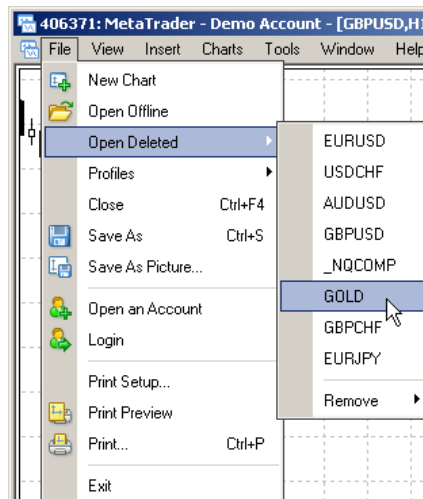 406371: MetaTrader - Demo Account - [GBPUSD,H1
File View Insert Charts Tools Window Help
New Chart
Open Offline
Open Deleted
Profiles
Close Ctrl+F4
Save As Ctrl+S
Save As Picture...
Open an Account
Login
Print Setup...
Print Preview
Print... Ctrl+P
Exit
EURUSD
USDCHF
AUDUSD
GBPUSD
_NQCOMP
GOLD
GBPCHF
EURJPY
Remove